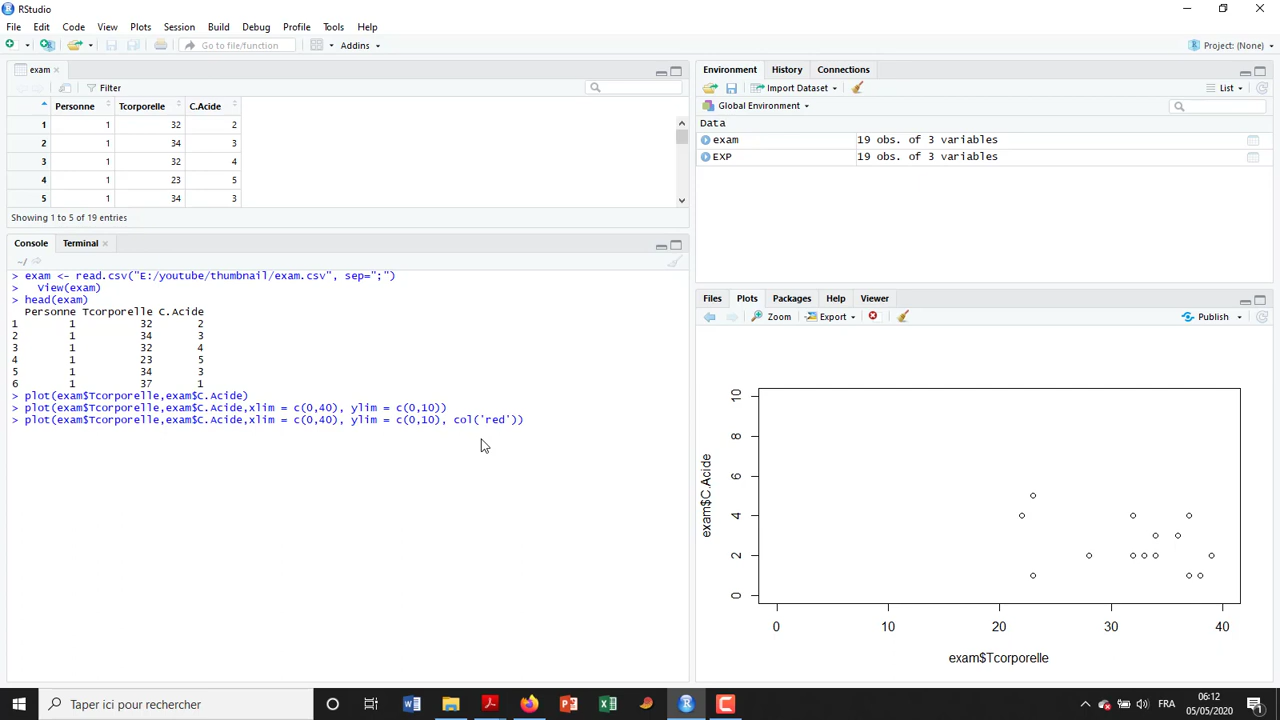 RStudio
File Edit Code View Plots Session Build Debug Profile Tools Help
Go to file/function Addins Project: (None)
exam
Filter
Personne Tcorporelle C.Acide
1 1 32 2
2 1 34 3
3 1 32 4
4 1 23 5
5 1 34 3
Showing 1 to 5 of 19 entries
Console Terminal
~/
> exam <- read.csv("E:/youtube/thumbnail/exam.csv", sep=";")
>   View(exam)
> head(exam)
  Personne Tcorporelle C.Acide
1        1          32       2
2        1          34       3
3        1          32       4
4        1          23       5
5        1          34       3
6        1          37       1
> plot(exam$Tcorporelle,exam$C.Acide)
> plot(exam$Tcorporelle,exam$C.Acide,xlim = c(0,40), ylim = c(0,10))
> plot(exam$Tcorporelle,exam$C.Acide,xlim = c(0,40), ylim = c(0,10), col('red'))
Environment History Connections
Import Dataset List
Global Environment
Data
exam 19 obs. of 3 variables
EXP 19 obs. of 3 variables
Files Plots Packages Help Viewer
Zoom Export Publish
exam$C.Acide
10
8
6
4
2
0
0 10 20 30 40
exam$Tcorporelle
Taper ici pour rechercher
FRA
06:12
05/05/2020
1